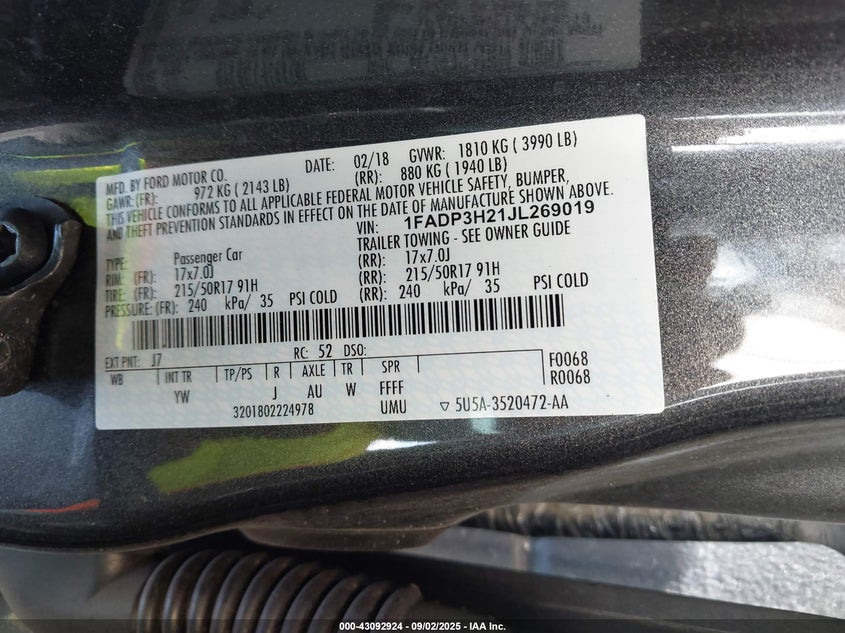 MFD. BY FORD MOTOR CO. DATE: 02/18 GVWR: 1810 KG ( 3990 LB)
GAWR: (FR): 972 KG ( 2143 LB) (RR): 880 KG ( 1940 LB)
THIS VEHICLE CONFORMS TO ALL APPLICABLE FEDERAL MOTOR VEHICLE SAFETY, BUMPER,
AND THEFT PREVENTION STANDARDS IN EFFECT ON THE DATE OF MANUFACTURE SHOWN ABOVE.
VIN: 1FADP3H21JL269019
TYPE: Passenger Car TRAILER TOWING - SEE OWNER GUIDE
RIM: (FR): 17x7.0J (RR): 17x7.0J
TIRE: (FR): 215/50R17 91H (RR): 215/50R17 91H
PRESSURE: (FR): 240 kPa/ 35 PSI COLD (RR): 240 kPa/ 35 PSI COLD
EXT PNT: J7 RC: 52 DSO:
WB INT TR TP/PS R AXLE TR SPR F0068
YW J AU W FFFF R0068
3201802224978 UMU ▽ 5U5A-3520472-AA
000-43092924 - 09/02/2025 - IAA Inc.